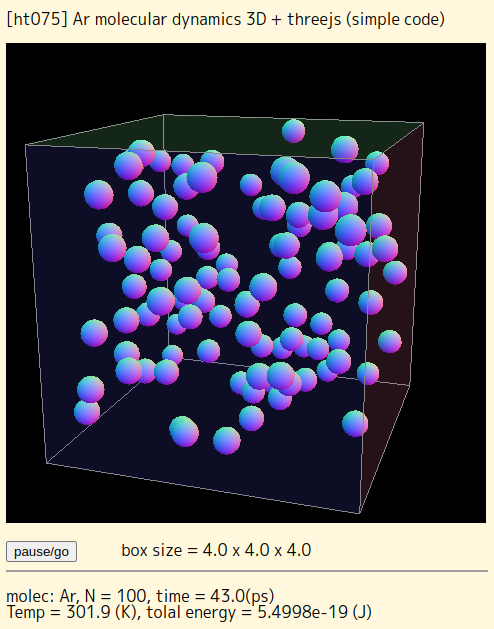 [ht075] Ar molecular dynamics 3D + threejs (simple code)
pause/go
box size = 4.0 x 4.0 x 4.0
molec: Ar, N = 100, time = 43.0(ps)
Temp = 301.9 (K), tolal energy = 5.4998e-19 (J)